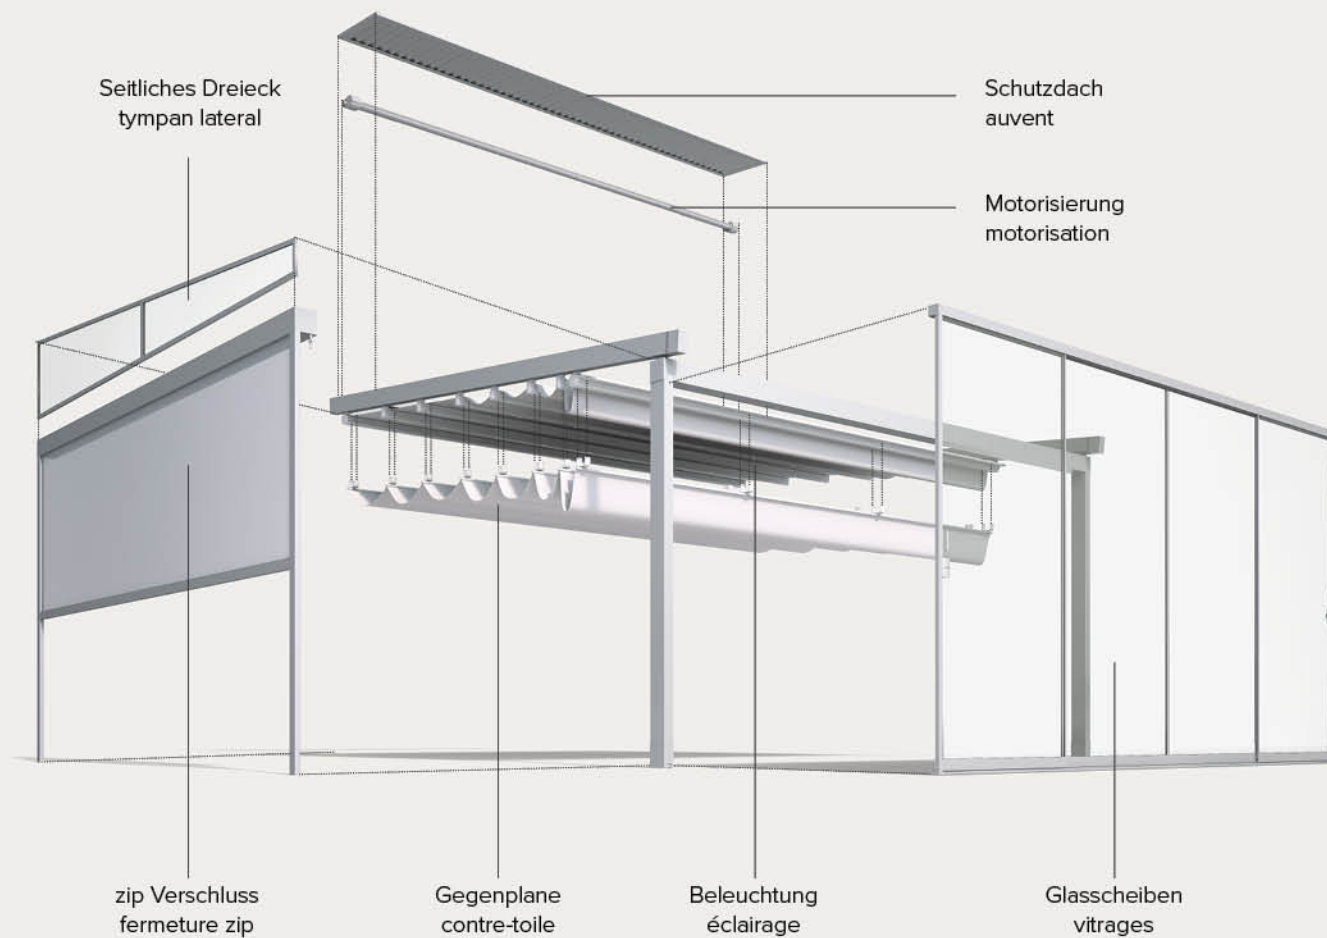 Seitliches Dreieck
tympan lateral
Schutzdach
auvent
Motorisierung
motorisation
zip Verschluss
fermeture zip
Gegenplane
contre-toile
Beleuchtung
éclairage
Glasscheiben
vitrages